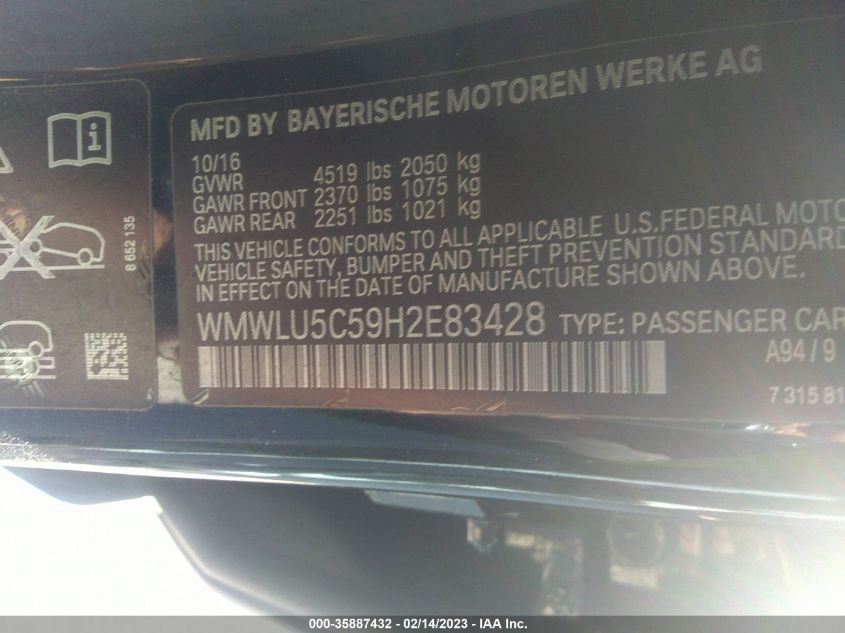 MFD BY BAYERISCHE MOTOREN WERKE AG
10/16
GVWR 4519 lbs 2050 kg
GAWR FRONT 2370 lbs 1075 kg
GAWR REAR 2251 lbs 1021 kg
THIS VEHICLE CONFORMS TO ALL APPLICABLE U.S.FEDERAL MOTO
VEHICLE SAFETY, BUMPER AND THEFT PREVENTION STANDARD
IN EFFECT ON THE DATE OF MANUFACTURE SHOWN ABOVE.
WMWLU5C59H2E83428 TYPE: PASSENGER CAR
A94/9
7 315 81
8 652 135
000-35887432 - 02/14/2023 - IAA Inc.